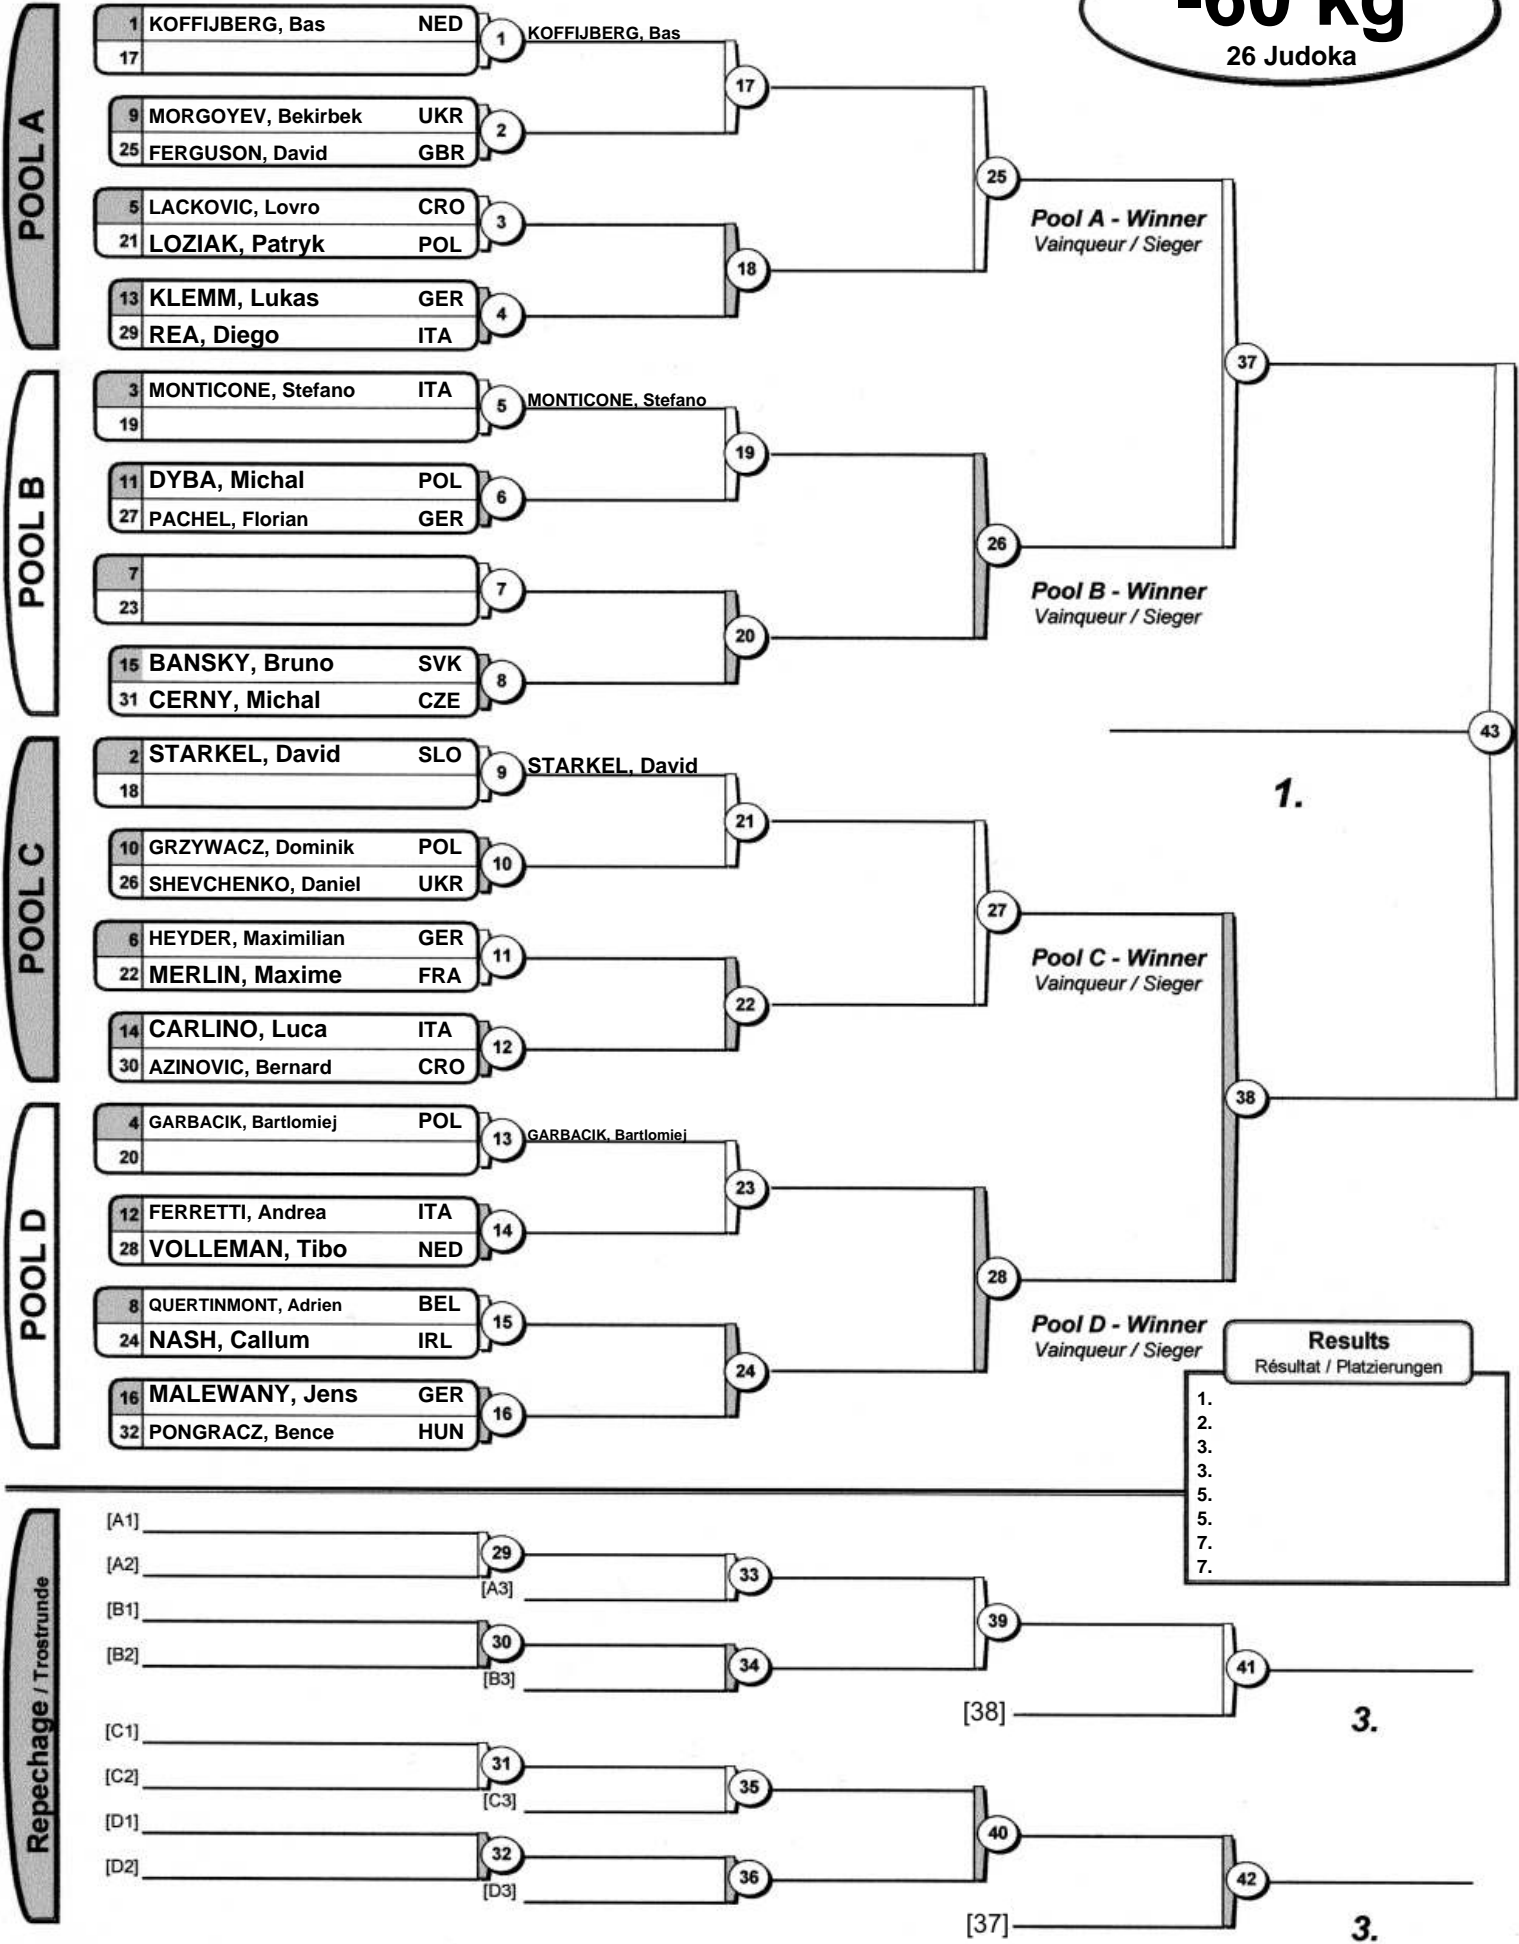 -60 kg
26 Judoka
POOL A
1 KOFFIJBERG, Bas NED
17
1 KOFFIJBERG, Bas
9 MORGOYEV, Bekirbek UKR
25 FERGUSON, David GBR
2
17
5 LACKOVIC, Lovro CRO
21 LOZIAK, Patryk POL
3
13 KLEMM, Lukas GER
29 REA, Diego ITA
4
18
25
Pool A - Winner
Vainqueur / Sieger
POOL B
3 MONTICONE, Stefano ITA
19
5 MONTICONE, Stefano
11 DYBA, Michal POL
27 PACHEL, Florian GER
6
19
7
23
7
15 BANSKY, Bruno SVK
31 CERNY, Michal CZE
8
20
26
Pool B - Winner
Vainqueur / Sieger
37
43
1.
POOL C
2 STARKEL, David SLO
18
9 STARKEL, David
10 GRZYWACZ, Dominik POL
26 SHEVCHENKO, Daniel UKR
10
21
6 HEYDER, Maximilian GER
22 MERLIN, Maxime FRA
11
14 CARLINO, Luca ITA
30 AZINOVIC, Bernard CRO
12
22
27
Pool C - Winner
Vainqueur / Sieger
POOL D
4 GARBACIK, Bartlomiej POL
20
13 GARBACIK, Bartlomiej
12 FERRETTI, Andrea ITA
28 VOLLEMAN, Tibo NED
14
23
8 QUERTINMONT, Adrien BEL
24 NASH, Callum IRL
15
16 MALEWANY, Jens GER
32 PONGRACZ, Bence HUN
16
24
28
Pool D - Winner
Vainqueur / Sieger
38
Results
Résultat / Platzierungen
1.
2.
3.
3.
5.
5.
7.
7.
Repechage / Trostrunde
[A1]
[A2]
29
[A3]
33
[B1]
[B2]
30
[B3]
34
39
[38]
41
3.
[C1]
[C2]
31
[C3]
35
[D1]
[D2]
32
[D3]
36
40
[37]
42
3.